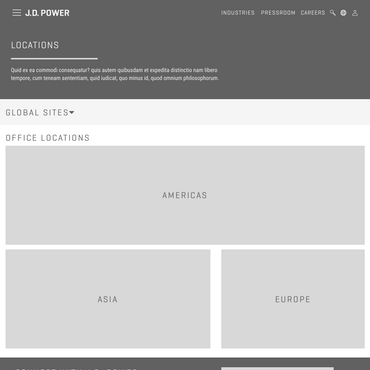 J.D. POWER
INDUSTRIES PRESSROOM CAREERS
LOCATIONS
Quid ex ea commodi consequatur? quis autem quibusdam et expedita distinctio nam libero
tempore, cum teneam sententiam, quid iudicat, quo minus id, quod omnium philosophorum.
GLOBAL SITES
OFFICE LOCATIONS
AMERICAS
ASIA
EUROPE